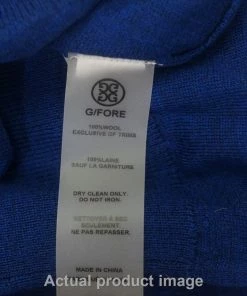 G/FORE
100%WOOL
EXCLUSIVE OF TRIMS
100%LAINE
SAUF LA GARNITURE
DRY CLEAN ONLY.
DO NOT IRON.
NETTOYER À SEC
SEULEMENT.
NE PAS REPASSER.
MADE IN CHINA
Actual product image